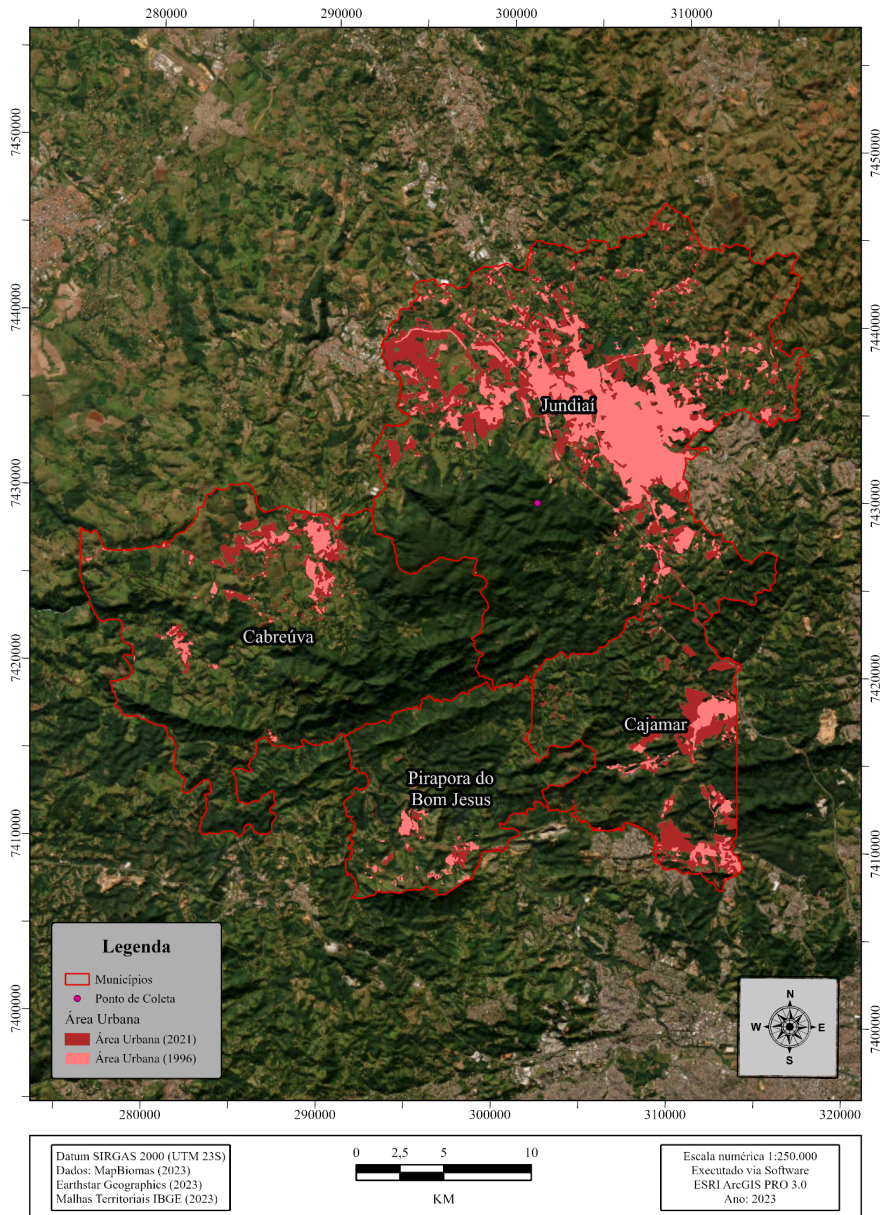 280000
290000
300000
310000
7450000
7450000
7440000
7440000
Jundiaí
7430000
7430000
Cabreúva
7420000
7420000
Cajamar
Pirapora do
Bom Jesus
7410000
7410000
Legenda
Municípios
Ponto de Coleta
Área Urbana
Área Urbana (2021)
Área Urbana (1996)
7400000
7400000
N
W
E
S
280000
290000
300000
310000
320000
Datum SIRGAS 2000 (UTM 23S)
Dados: MapBiomas (2023)
Earthstar Geographics (2023)
Malhas Territoriais IBGE (2023)
0
2,5
5
10
KM
Escala numérica 1:250.000
Executado via Software
ESRI ArcGIS PRO 3.0
Ano: 2023